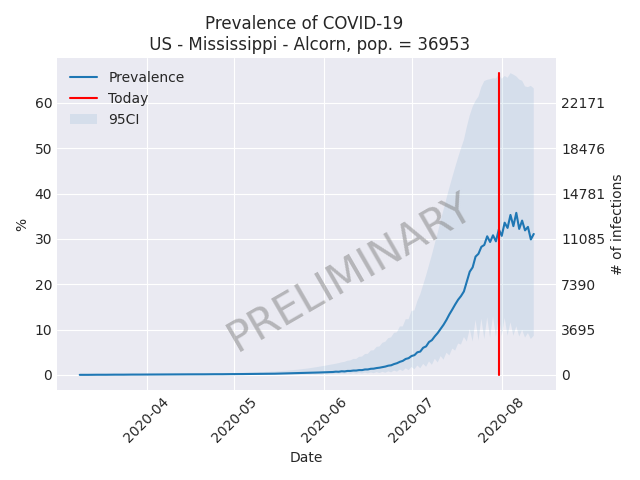 Prevalence of COVID-19
US - Mississippi - Alcorn, pop. = 36953
Prevalence
Today
95CI
60
50
40
30
20
10
0
%
22171
18476
14781
11085
7390
3695
0
# of infections
PRELIMINARY
2020-04
2020-05
2020-06
2020-07
2020-08
Date